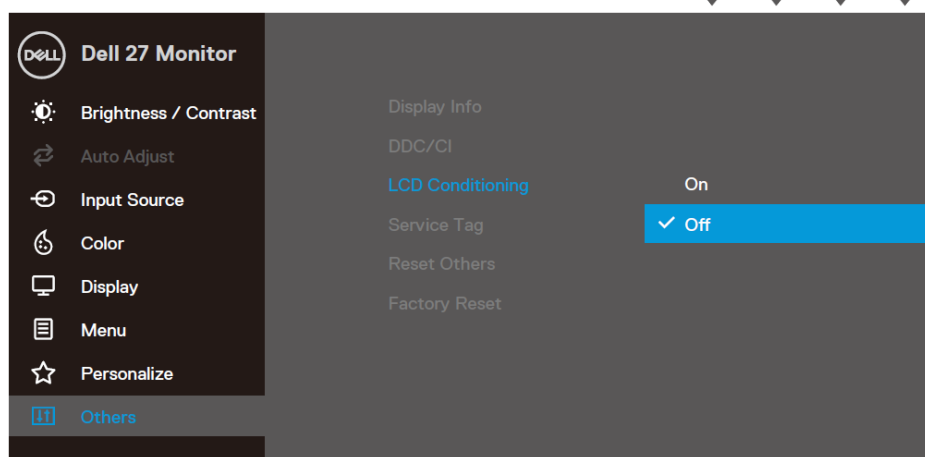 DELL
Dell 27 Monitor
Brightness / Contrast
Auto Adjust
Input Source
Color
Display
Menu
Personalize
Others
Display Info
DDC/CI
LCD Conditioning
Service Tag
Reset Others
Factory Reset
On
Off